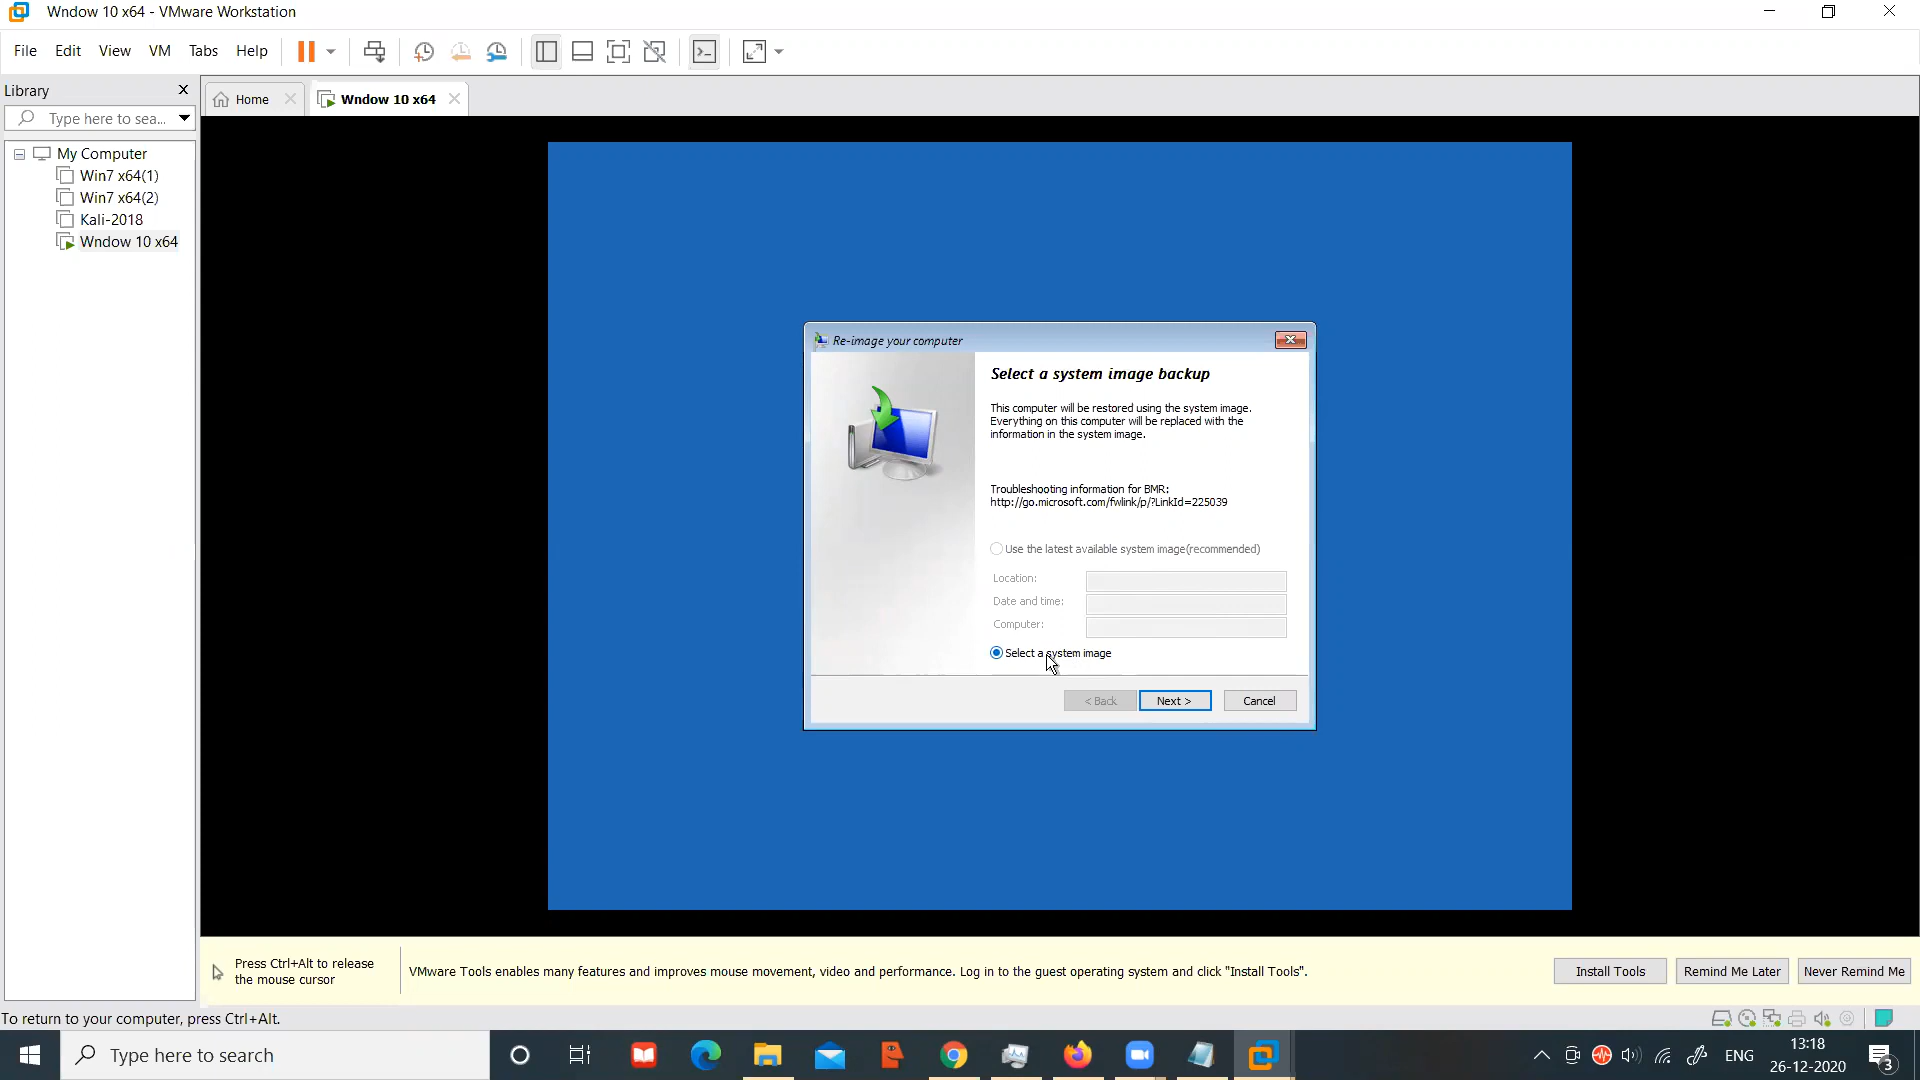 Wndow 10 x64 - VMware Workstation
File Edit View VM Tabs Help
Library
Type here to sea...
My Computer
Win7 x64(1)
Win7 x64(2)
Kali-2018
Wndow 10 x64
Home
Wndow 10 x64
Re-image your computer
Select a system image backup
This computer will be restored using the system image.
Everything on this computer will be replaced with the
information in the system image.
Troubleshooting information for BMR:
http://go.microsoft.com/fwlink/p/?LinkId=225039
Use the latest available system image(recommended)
Location:
Date and time:
Computer:
Select a system image
< Back Next > Cancel
Press Ctrl+Alt to release
the mouse cursor
VMware Tools enables many features and improves mouse movement, video and performance. Log in to the guest operating system and click "Install Tools".
Install Tools Remind Me Later Never Remind Me
To return to your computer, press Ctrl+Alt.
Type here to search
ENG
13:18
26-12-2020
3